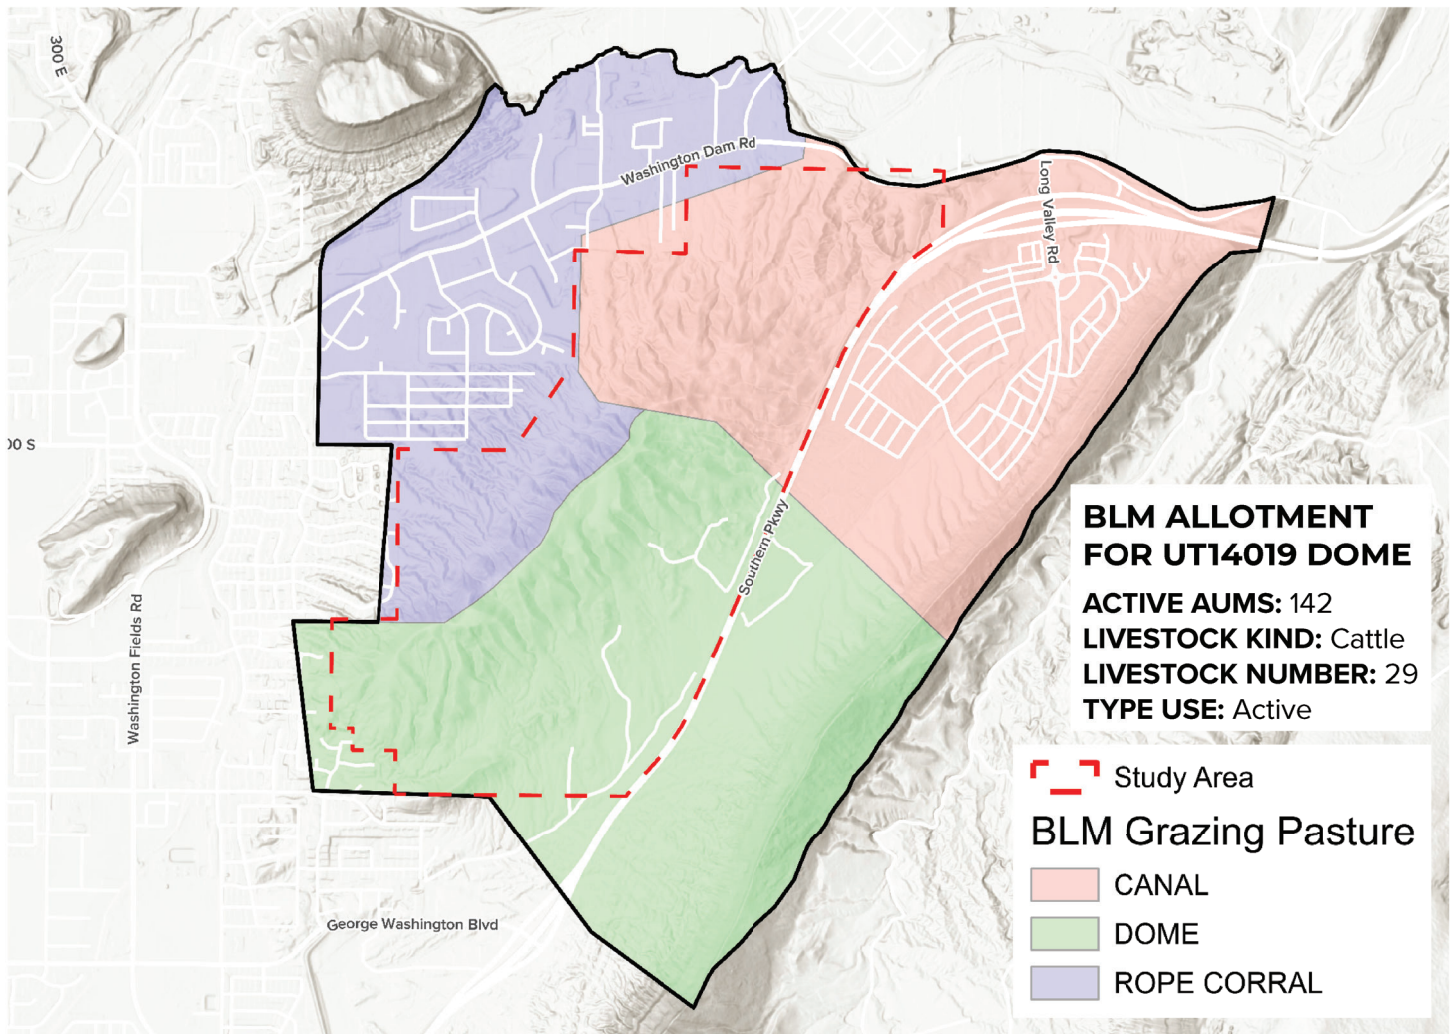 300 E
Washington Dam Rd
Long Valley Rd
00 S
Southern Pkwy
Washington Fields Rd
George Washington Blvd
BLM ALLOTMENT
FOR UT14019 DOME
ACTIVE AUMS: 142
LIVESTOCK KIND: Cattle
LIVESTOCK NUMBER: 29
TYPE USE: Active
Study Area
BLM Grazing Pasture
CANAL
DOME
ROPE CORRAL